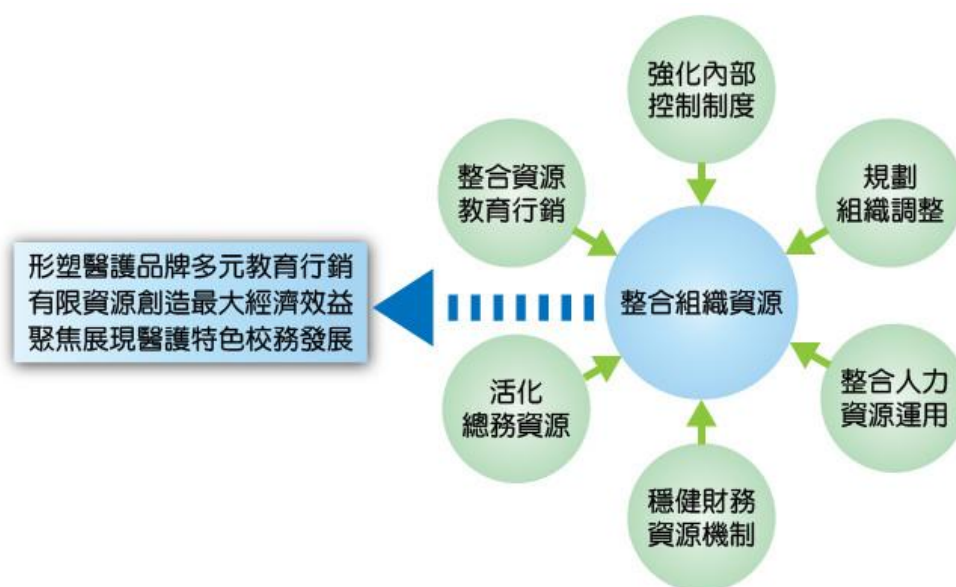 強化內部
控制制度
規劃
組織調整
整合人力
資源運用
穩健財務
資源機制
活化
總務資源
整合資源
教育行銷
整合組織資源
形塑醫護品牌多元教育行銷
有限資源創造最大經濟效益
聚焦展現醫護特色校務發展